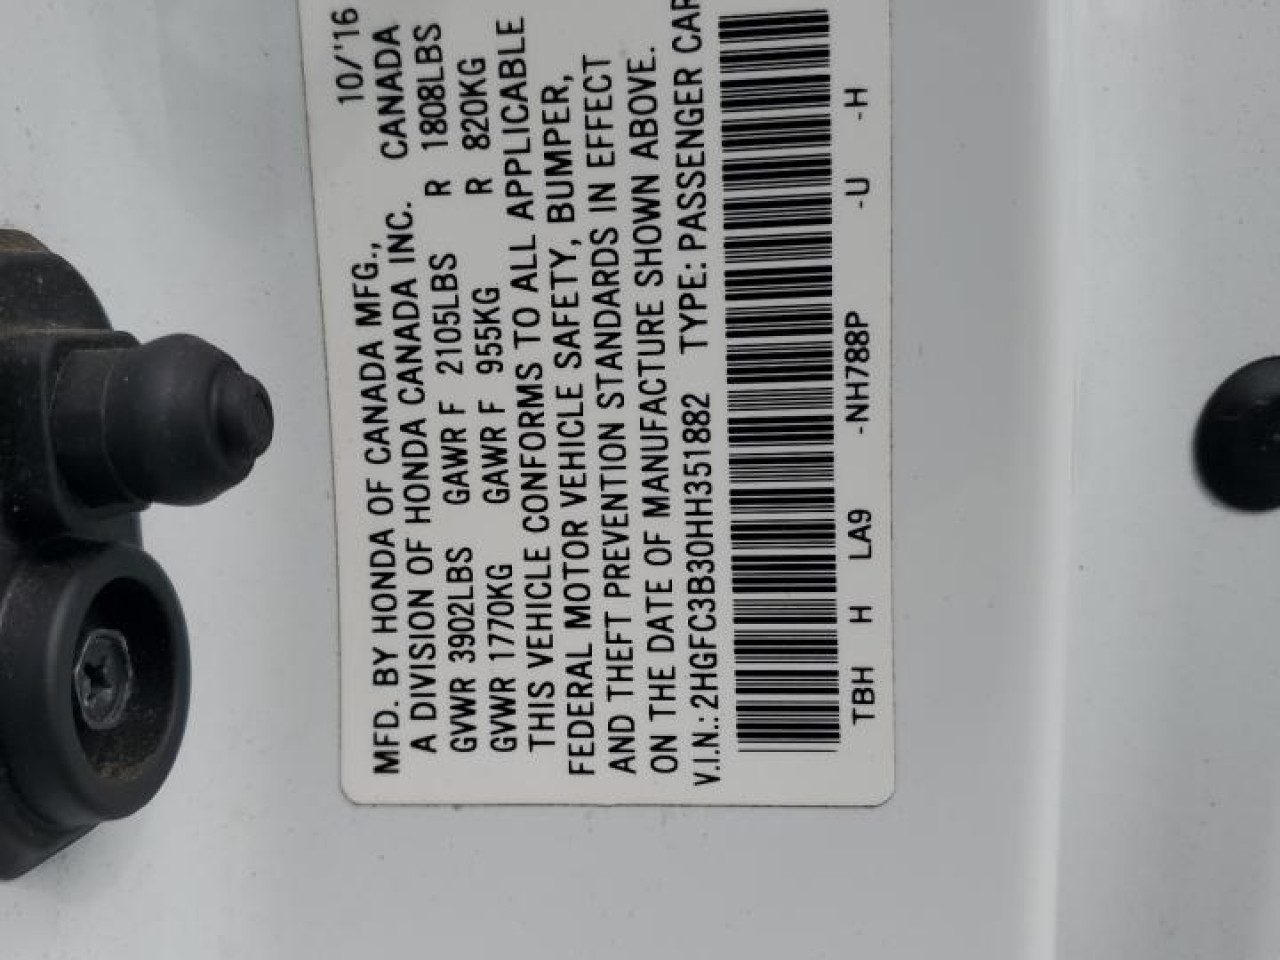 10/'16
MFD. BY HONDA OF CANADA MFG.,
A DIVISION OF HONDA CANADA INC. CANADA
GVWR 3902LBS GAWR F 2105LBS R 1808LBS
GVWR 1770KG GAWR F 955KG R 820KG
THIS VEHICLE CONFORMS TO ALL APPLICABLE
FEDERAL MOTOR VEHICLE SAFETY, BUMPER,
AND THEFT PREVENTION STANDARDS IN EFFECT
ON THE DATE OF MANUFACTURE SHOWN ABOVE.
V.I.N.: 2HGFC3B30HH351882 TYPE: PASSENGER CAR
TBH H LA9 -NH788P -U -H